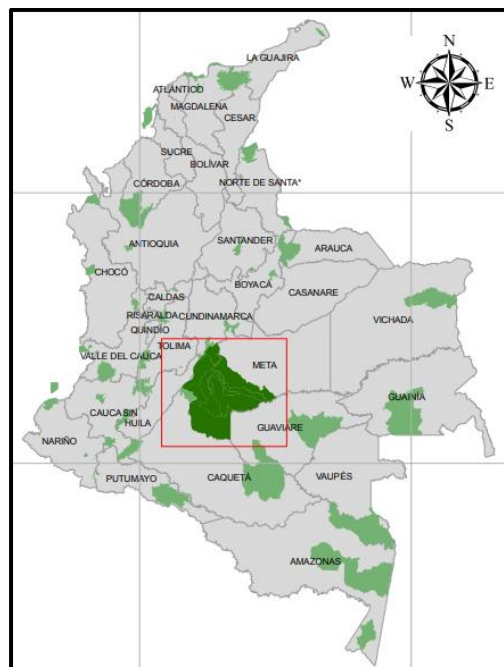 N
LA GUAJIRA
W E
ATLANTICO
S
MAGDALENA
CESAR
SUCRE
BOLÍVAR
NORTE DE SANTA*
CÓRDOBA
SANTANDER
ANTIOQUIA
ARAUCA
CHOCÓ
BOYACÁ
CASANARE
CALDAS
RISARALDA CUNDINAMARCA
VICHADA
QUINDÍO
TOLIMA
VALLE DEL CAUCA
META
GUAINÍA
CAUCA SIN
HUILA
GUAVIARE
NARIÑO
CAQUETÁ
VAUPÉS
PUTUMAYO
AMAZONAS